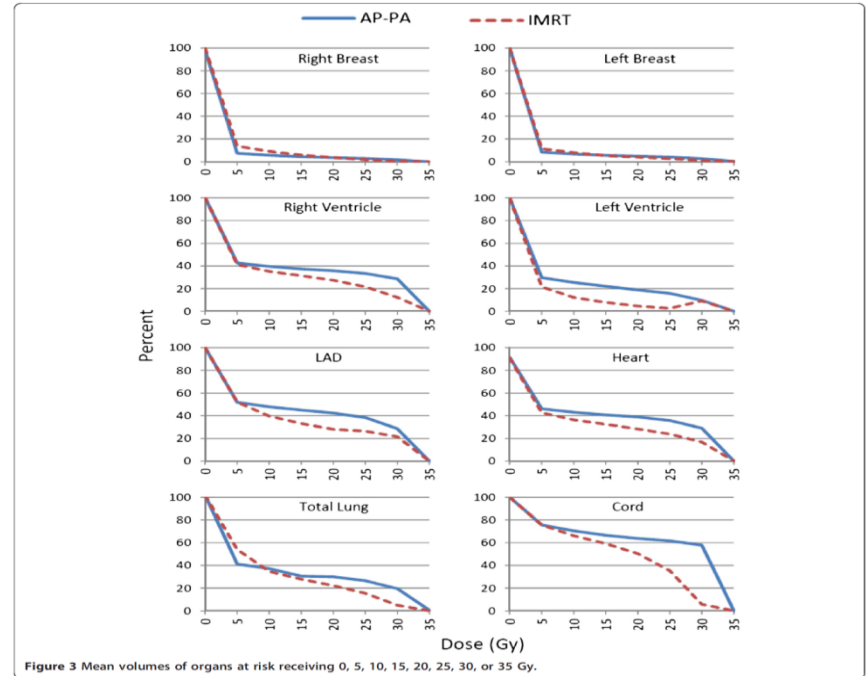 AP-PA IMRT
Right Breast
100
80
60
40
20
0
0 5 10 15 20 25 30 35
Left Breast
100
80
60
40
20
0
0 5 10 15 20 25 30 35
Right Ventricle
100
80
60
40
20
0
0 5 10 15 20 25 30 35
Left Ventricle
100
80
60
40
20
0
0 5 10 15 20 25 30 35
Percent
LAD
100
80
60
40
20
0
0 5 10 15 20 25 30 35
Heart
100
80
60
40
20
0
0 5 10 15 20 25 30 35
Total Lung
100
80
60
40
20
0
0 5 10 15 20 25 30 35
Cord
100
80
60
40
20
0
0 5 10 15 20 25 30 35
Dose (Gy)
Figure 3 Mean volumes of organs at risk receiving 0, 5, 10, 15, 20, 25, 30, or 35 Gy.